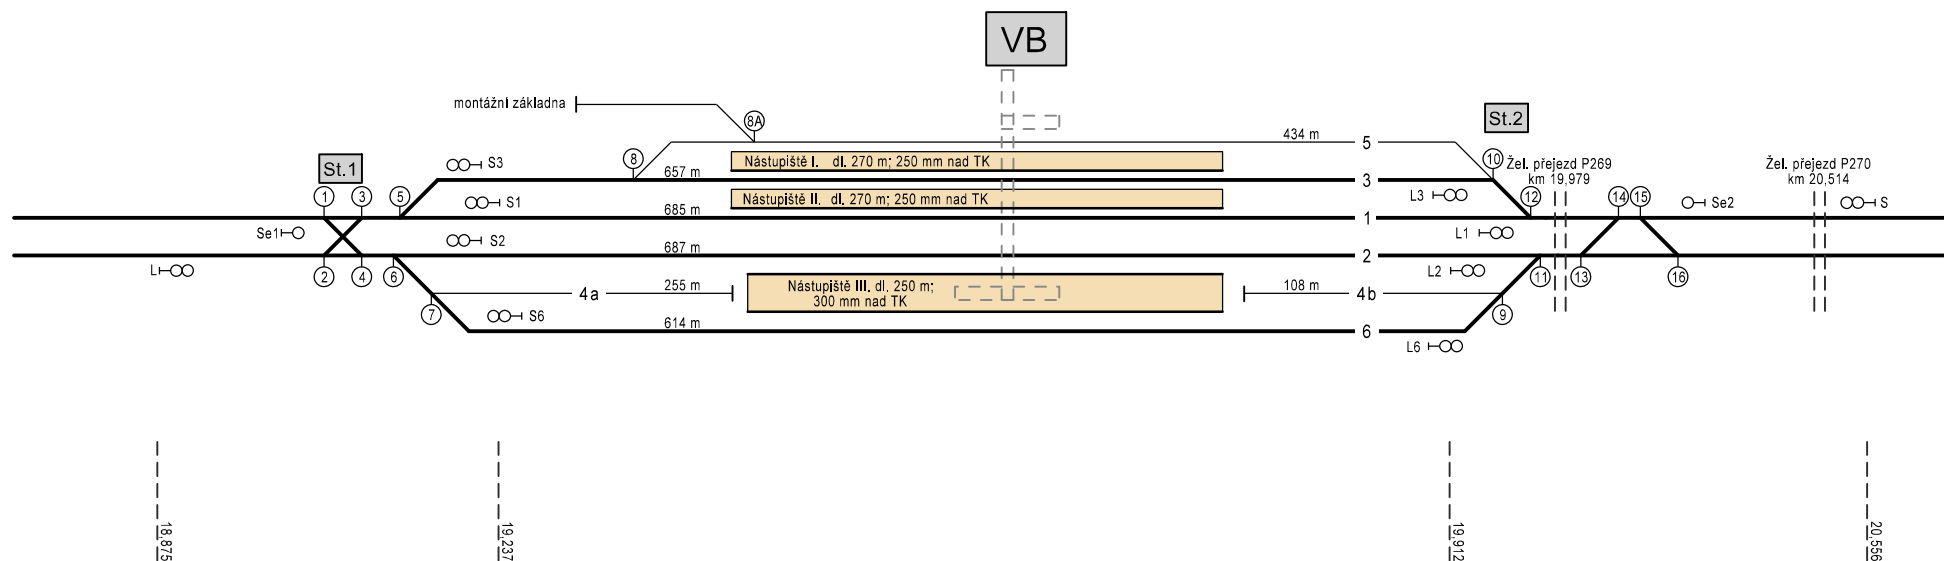 VB
montážní základna
8A
434 m
5
St.2
St.1
S3
8
Nástupiště I. dl. 270 m; 250 mm nad TK
10
Žel. přejezd P269
km 19,979
Žel. přejezd P270
km 20,514
657 m
3
1
3
5
S1
Nástupiště II. dl. 270 m; 250 mm nad TK
L3
12
14
15
Se2
S
685 m
1
Se1
S2
L1
687 m
2
L
2
4
6
L2
11
13
16
4a
255 m
Nástupiště III. dl. 250 m;
300 mm nad TK
108 m
4b
7
S6
9
614 m
6
L6
18,875
19,237
19,912
20,556